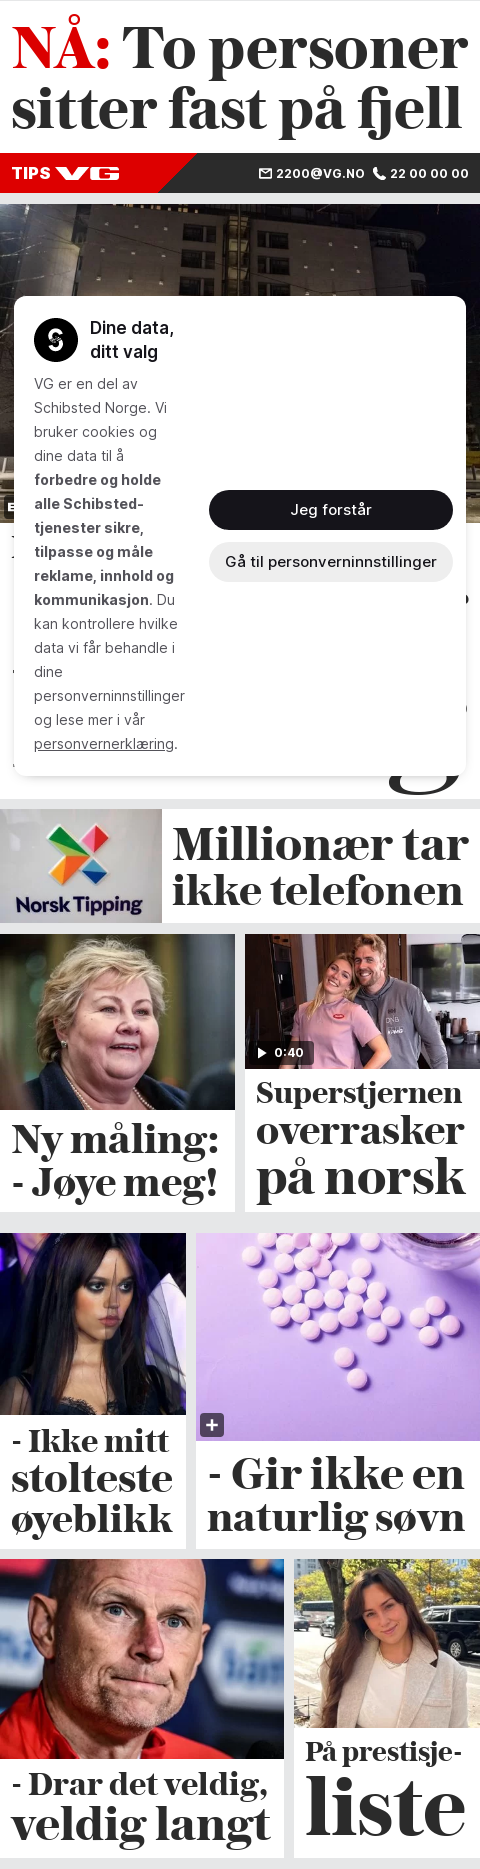 NÅ: To personer
sitter fast på fjell
TIPS VG
2200@VG.NO 22 00 00 00
Dine data,
ditt valg
VG er en del av
Schibsted Norge. Vi
bruker cookies og
dine data til å
forbedre og holde
alle Schibsted-
tjenester sikre,
tilpasse og måle
reklame, innhold og
kommunikasjon. Du
kan kontrollere hvilke
data vi får behandle i
dine
personverninnstillinger
og lese mer i vår
personvernerklæring.
Jeg forstår
Gå til personverninnstillinger
Norsk Tipping
Millionær tar
ikke telefonen
Ny måling:
- Jøye meg!
0:40
Superstjernen
overrasker
på norsk
- Ikke mitt
stolteste
øyeblikk
- Gir ikke en
naturlig søvn
- Drar det veldig,
veldig langt
På prestisje-
liste